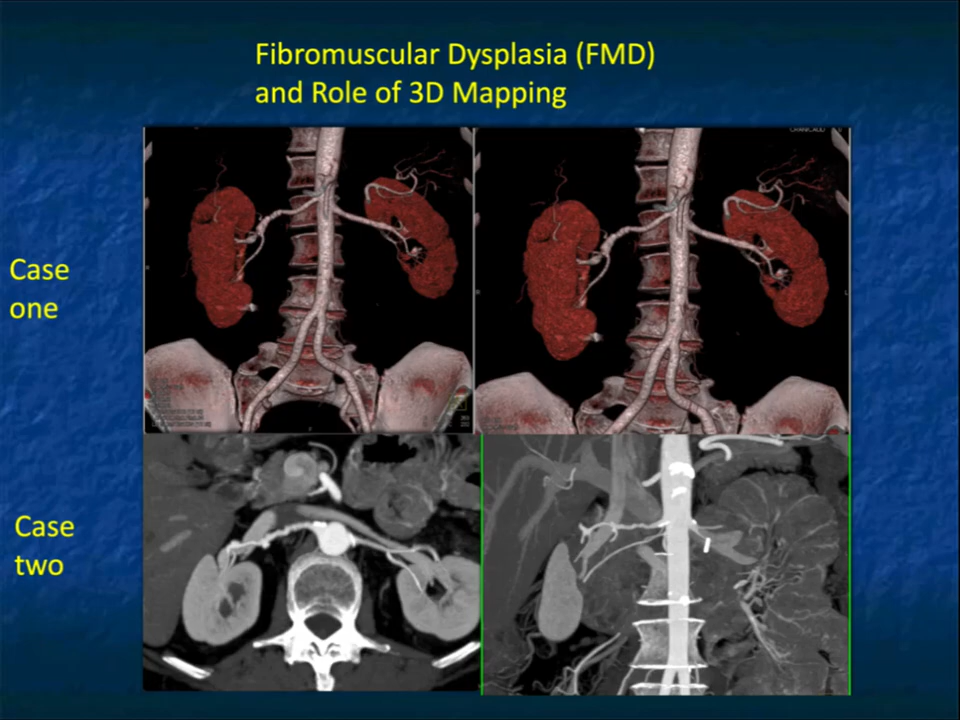 Fibromuscular Dysplasia (FMD)
and Role of 3D Mapping
Case
one
Case
two